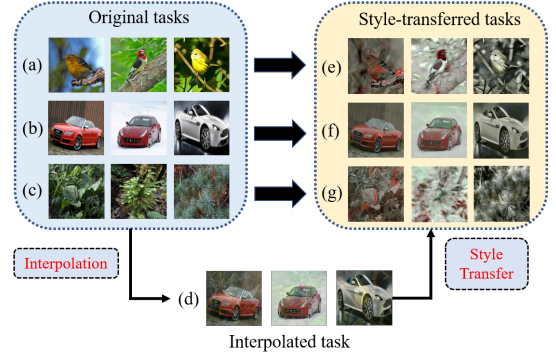 Original tasks
Style-transferred tasks
(a)
(e)
(b)
(f)
(c)
(g)
Interpolation
Style
Transfer
(d)
Interpolated task